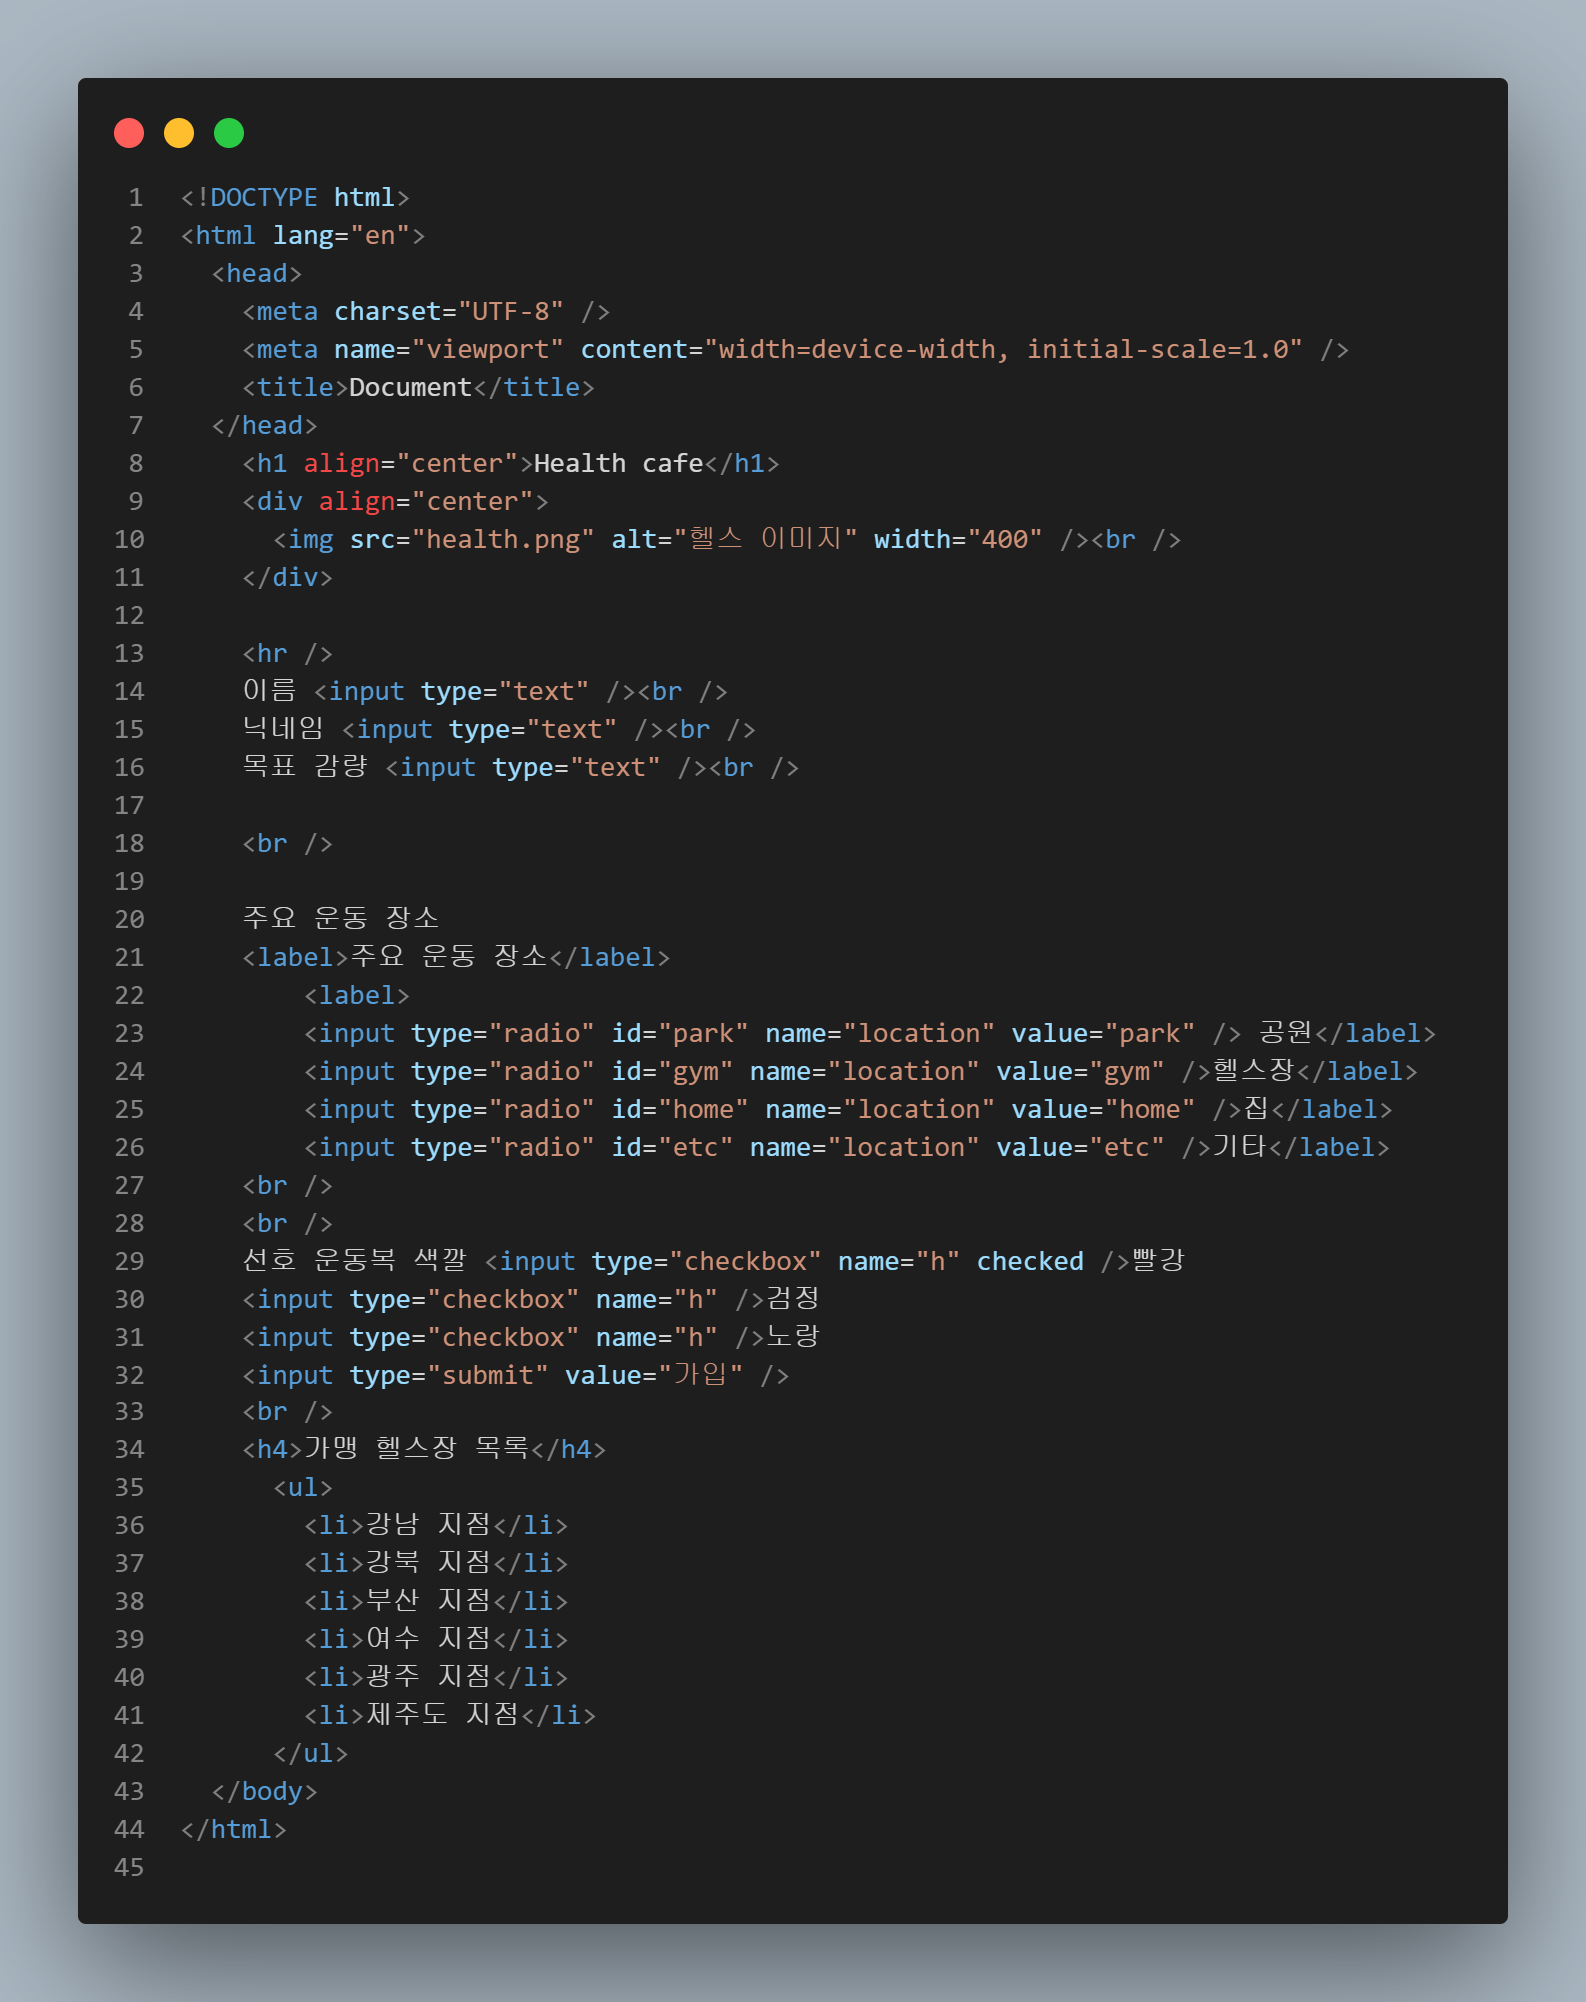 1 <!DOCTYPE html>
2 <html lang="en">
3   <head>
4     <meta charset="UTF-8" />
5     <meta name="viewport" content="width=device-width, initial-scale=1.0" />
6     <title>Document</title>
7   </head>
8     <h1 align="center">Health cafe</h1>
9     <div align="center">
10       <img src="health.png" alt="헬스 이미지" width="400" /><br />
11     </div>
12
13     <hr />
14     이름 <input type="text" /><br />
15     닉네임 <input type="text" /><br />
16     목표 감량 <input type="text" /><br />
17
18     <br />
19
20     주요 운동 장소
21     <label>주요 운동 장소</label>
22         <label>
23         <input type="radio" id="park" name="location" value="park" /> 공원</label>
24         <input type="radio" id="gym" name="location" value="gym" />헬스장</label>
25         <input type="radio" id="home" name="location" value="home" />집</label>
26         <input type="radio" id="etc" name="location" value="etc" />기타</label>
27     <br />
28     <br />
29     선호 운동복 색깔 <input type="checkbox" name="h" checked />빨강
30     <input type="checkbox" name="h" />검정
31     <input type="checkbox" name="h" />노랑
32     <input type="submit" value="가입" />
33     <br />
34     <h4>가맹 헬스장 목록</h4>
35       <ul>
36         <li>강남 지점</li>
37         <li>강북 지점</li>
38         <li>부산 지점</li>
39         <li>여수 지점</li>
40         <li>광주 지점</li>
41         <li>제주도 지점</li>
42       </ul>
43   </body>
44 </html>
45